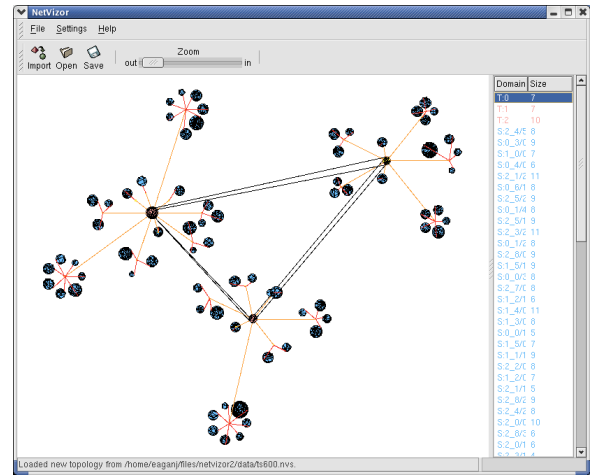 NetVizor
File Settings Help
Import Open Save
Zoom
out in
Domain Size
T:0 7
T:1 7
T:2 10
S:2_4/5 8
S:0_3/0 9
S:1_0/0 7
S:0_4/0 6
S:2_1/2 11
S:0_6/1 8
S:2_5/2 9
S:0_1/4 8
S:2_5/1 9
S:2_3/2 11
S:0_1/2 8
S:2_8/0 9
S:1_5/1 9
S:0_0/3 8
S:2_7/0 8
S:1_2/1 6
S:1_4/0 11
S:1_3/0 8
S:0_0/1 5
S:1_5/0 7
S:1_1/1 9
S:2_2/0 8
S:1_2/0 7
S:2_1/1 5
S:2_8/2 9
S:2_4/2 8
S:0_0/0 10
S:2_8/3 6
S:2_0/1 6
Loaded new topology from /home/eaganj/files/netvizor2/data/ts600.nvs.